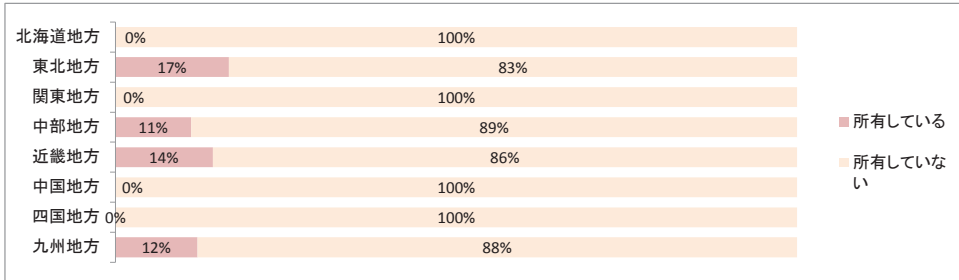 北海道地方 0% 100%
東北地方 17% 83%
関東地方 0% 100%
中部地方 11% 89%
近畿地方 14% 86%
中国地方 0% 100%
四国地方 0% 100%
九州地方 12% 88%
所有している
所有していな
い